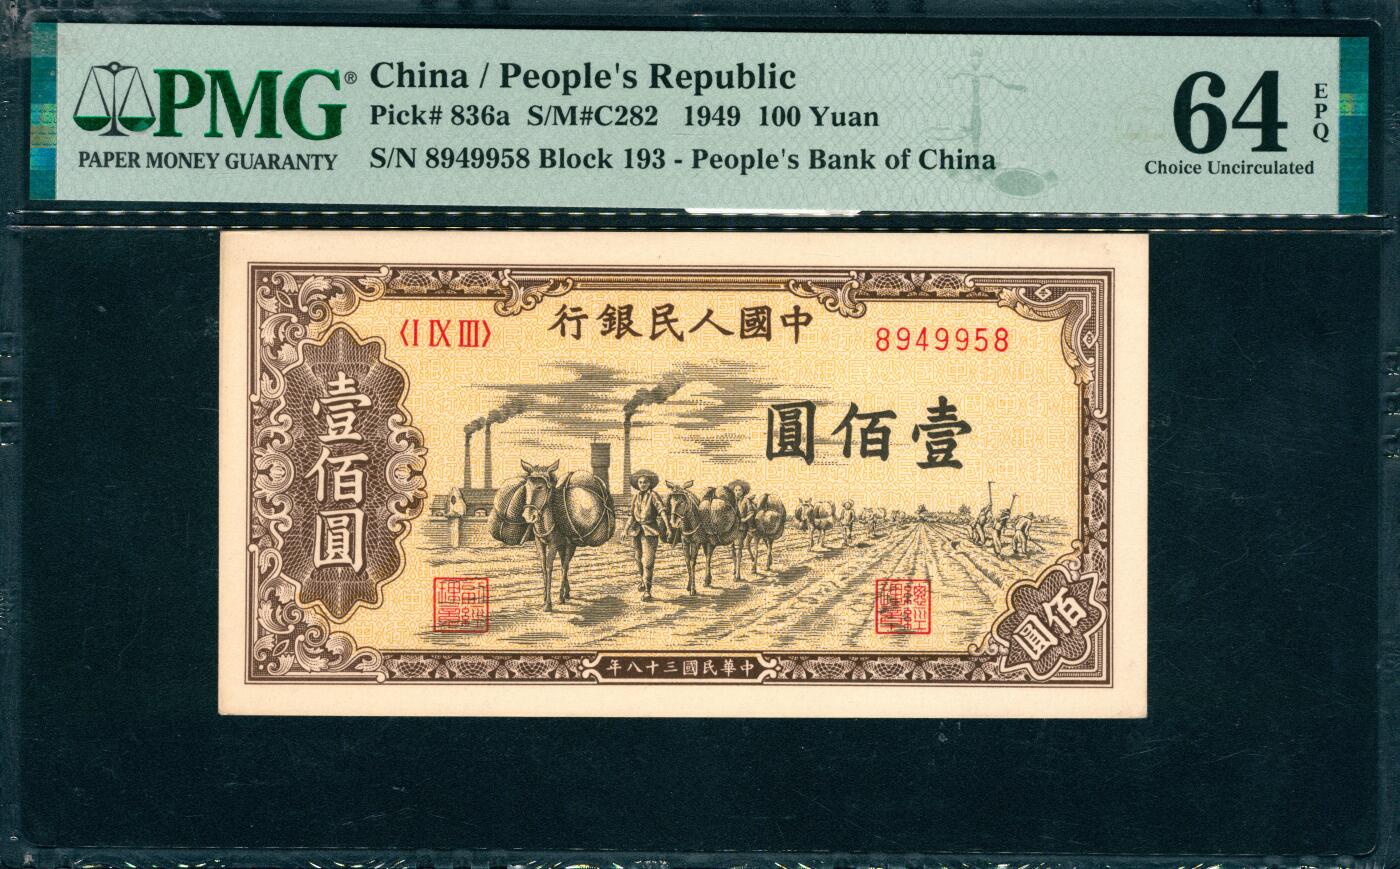 PMG®
PAPER MONEY GUARANTY
China / People's Republic
Pick# 836a S/M#C282 1949 100 Yuan
S/N 8949958 Block 193 - People's Bank of China
64
EPQ
Choice Uncirculated
行銀民人國中
〈I IX III〉
8949958
圓佰壹
壹佰圓
佰圓
年八十三國民華中